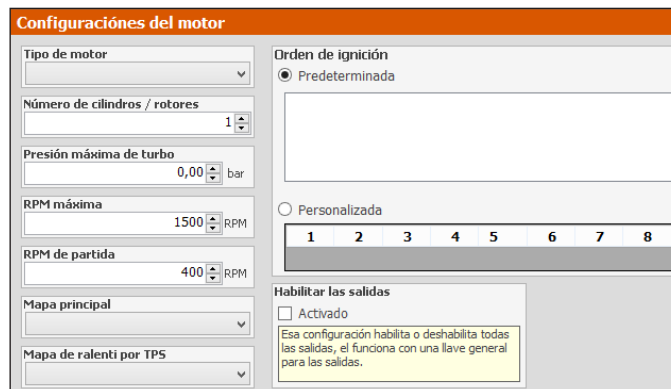 Configuraciónes del motor
Tipo de motor
Número de cilindros / rotores
1
Presión máxima de turbo
0,00 bar
RPM máxima
1500 RPM
RPM de partida
400 RPM
Mapa principal
Mapa de ralenti por TPS
Orden de ignición
Predeterminada
Personalizada
1 2 3 4 5 6 7 8
Habilitar las salidas
Activado
Esa configuración habilita o deshabilita todas
las salidas, el funciona con una llave general
para las salidas.